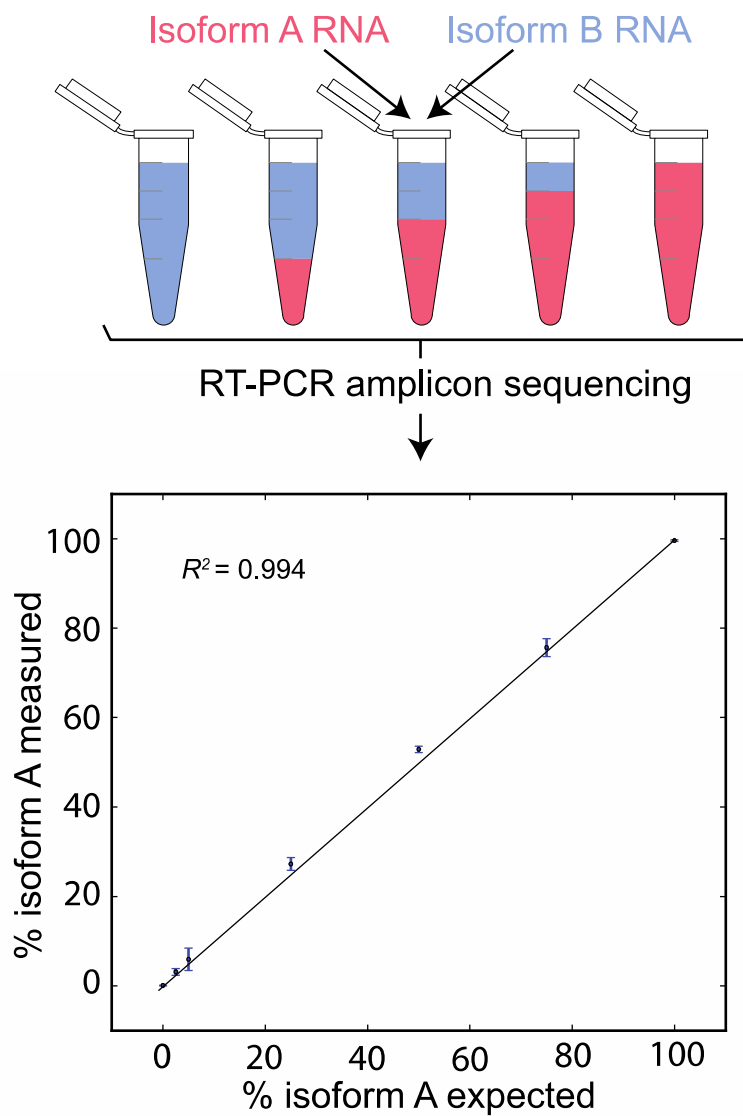 Isoform A RNA Isoform B RNA
RT-PCR amplicon sequencing
R² = 0.994
% isoform A measured
100
80
60
40
20
0
0 20 40 60 80 100
% isoform A expected